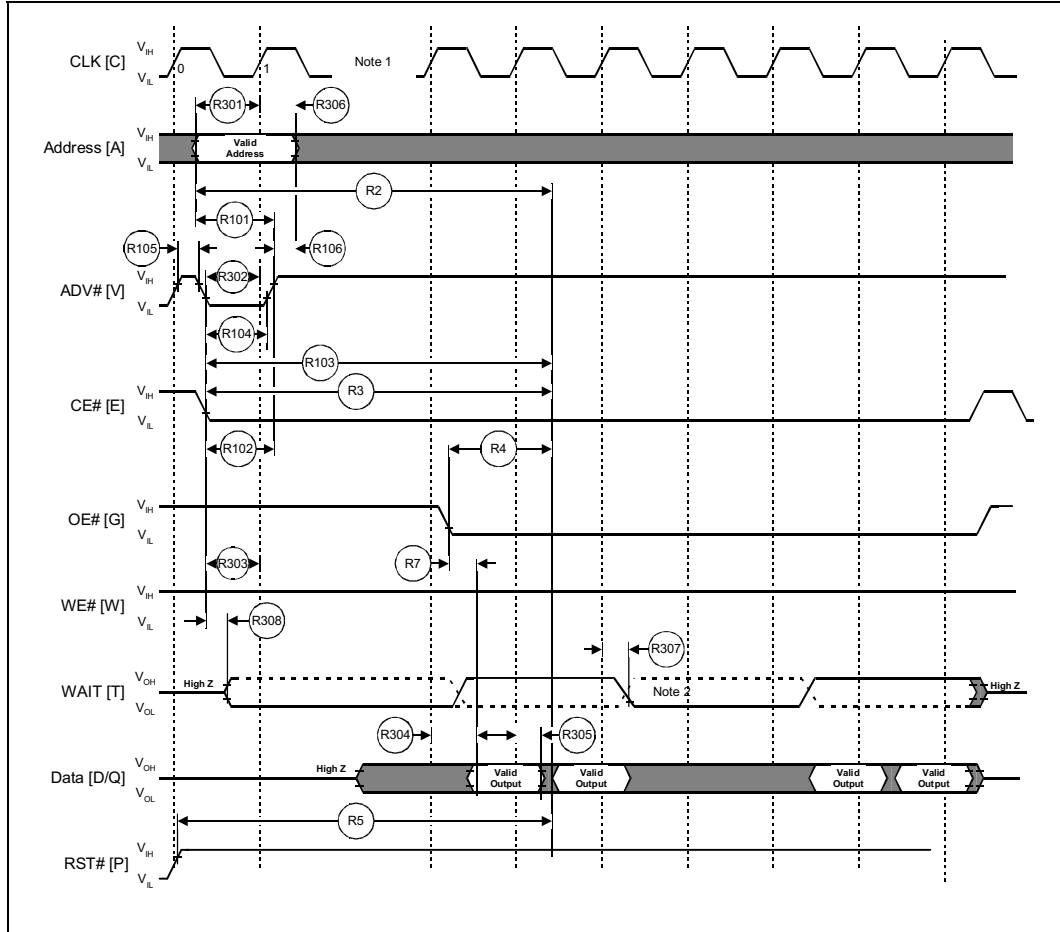 V_IH
CLK [C]
V_IL
0
1
Note 1
R301
R306
V_IH
Address [A]
V_IL
Valid
Address
R2
R101
R105
R106
V_IH
R302
ADV# [V]
V_IL
R104
R103
R3
V_IH
CE# [E]
V_IL
R102
R4
V_IH
OE# [G]
V_IL
R303
R7
V_IH
WE# [W]
V_IL
R308
R307
V_OH
High Z
WAIT [T]
Note 2
High Z
V_OL
R304
R305
V_OH
High Z
Data [D/Q]
V_OL
Valid
Output
Valid
Output
Valid
Output
Valid
Output
R5
V_IH
RST# [P]
V_IL